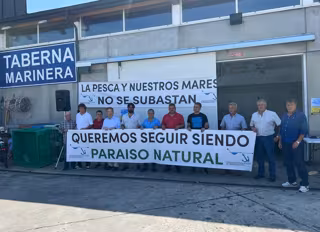 TABERNA
MARINERA
LA PESCA Y NUESTROS MARES
NO SE SUBASTAN
QUEREMOS SEGUIR SIENDO
PARAISO NATURAL